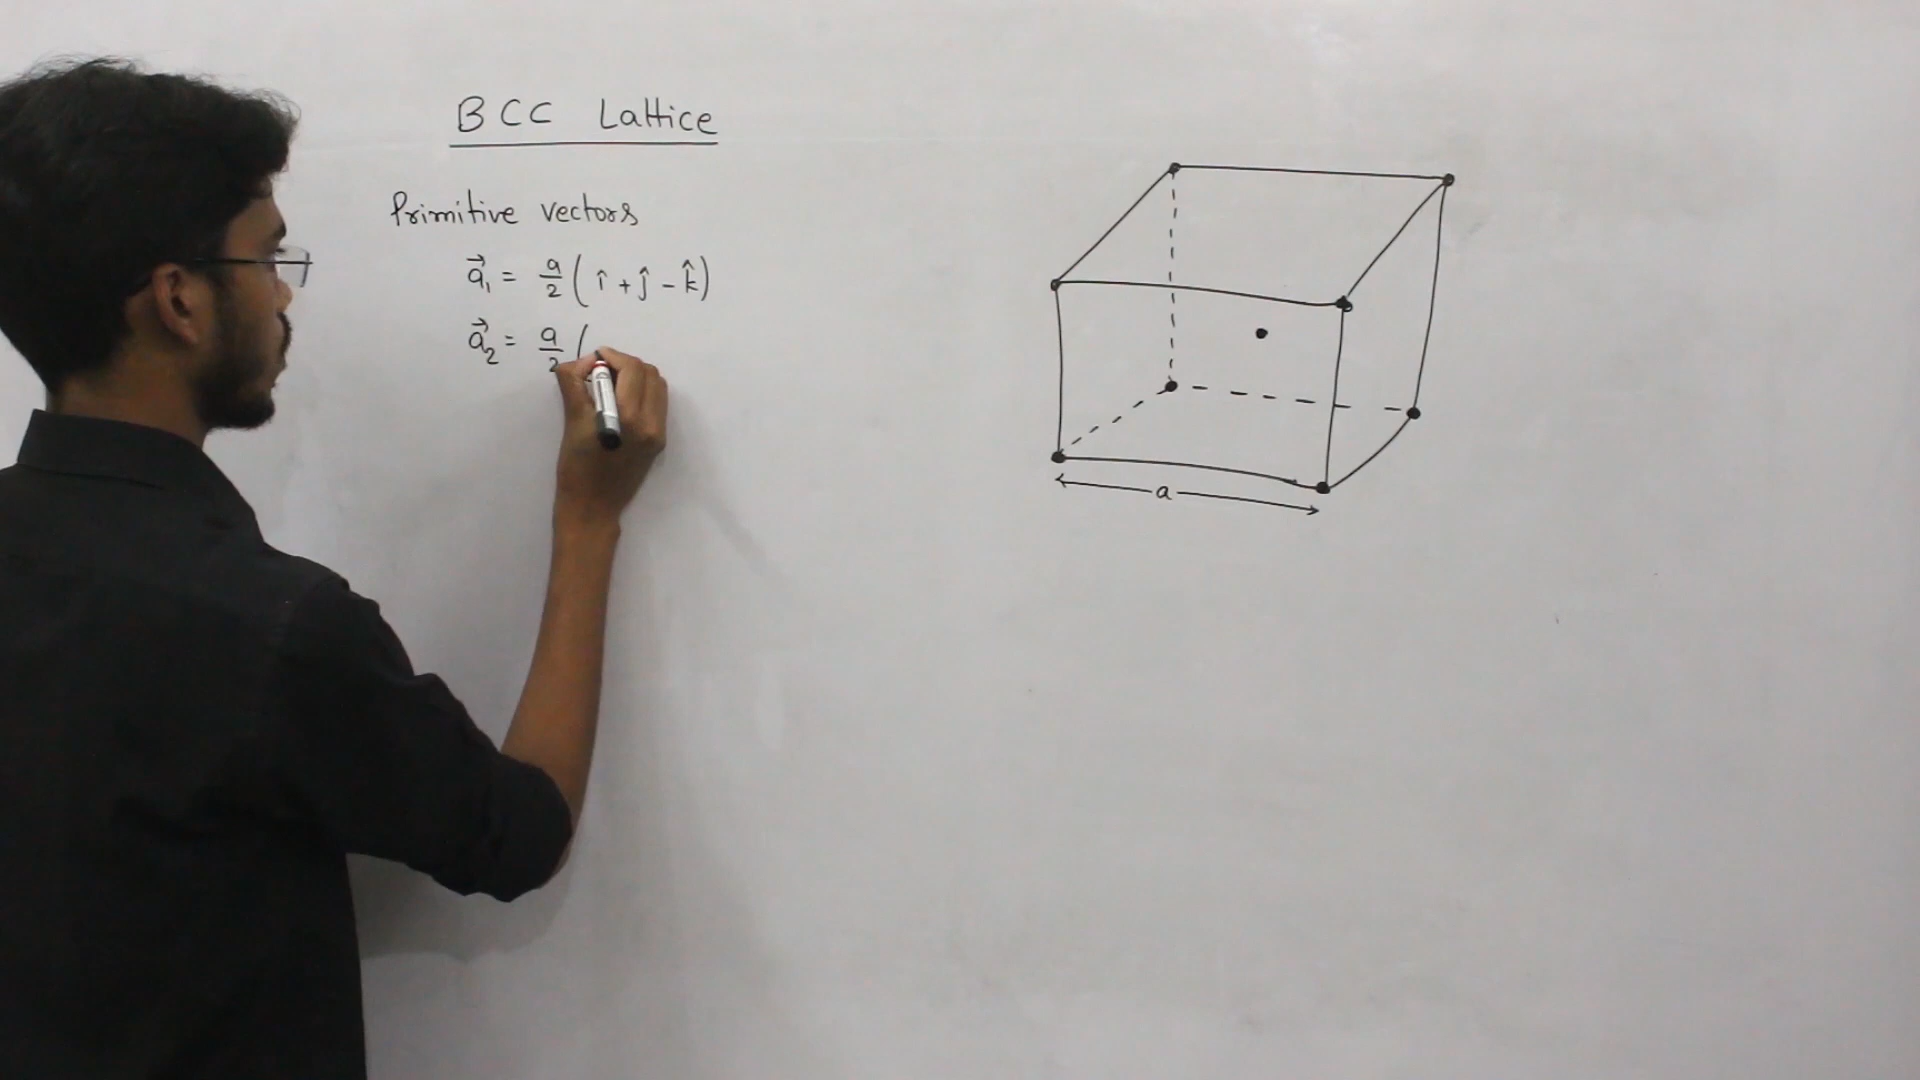 BCC Lattice
Primitive vectors
a⃗₁ = a/2 ( î + ĵ - k̂ )
a⃗₂ = a/2 (
a